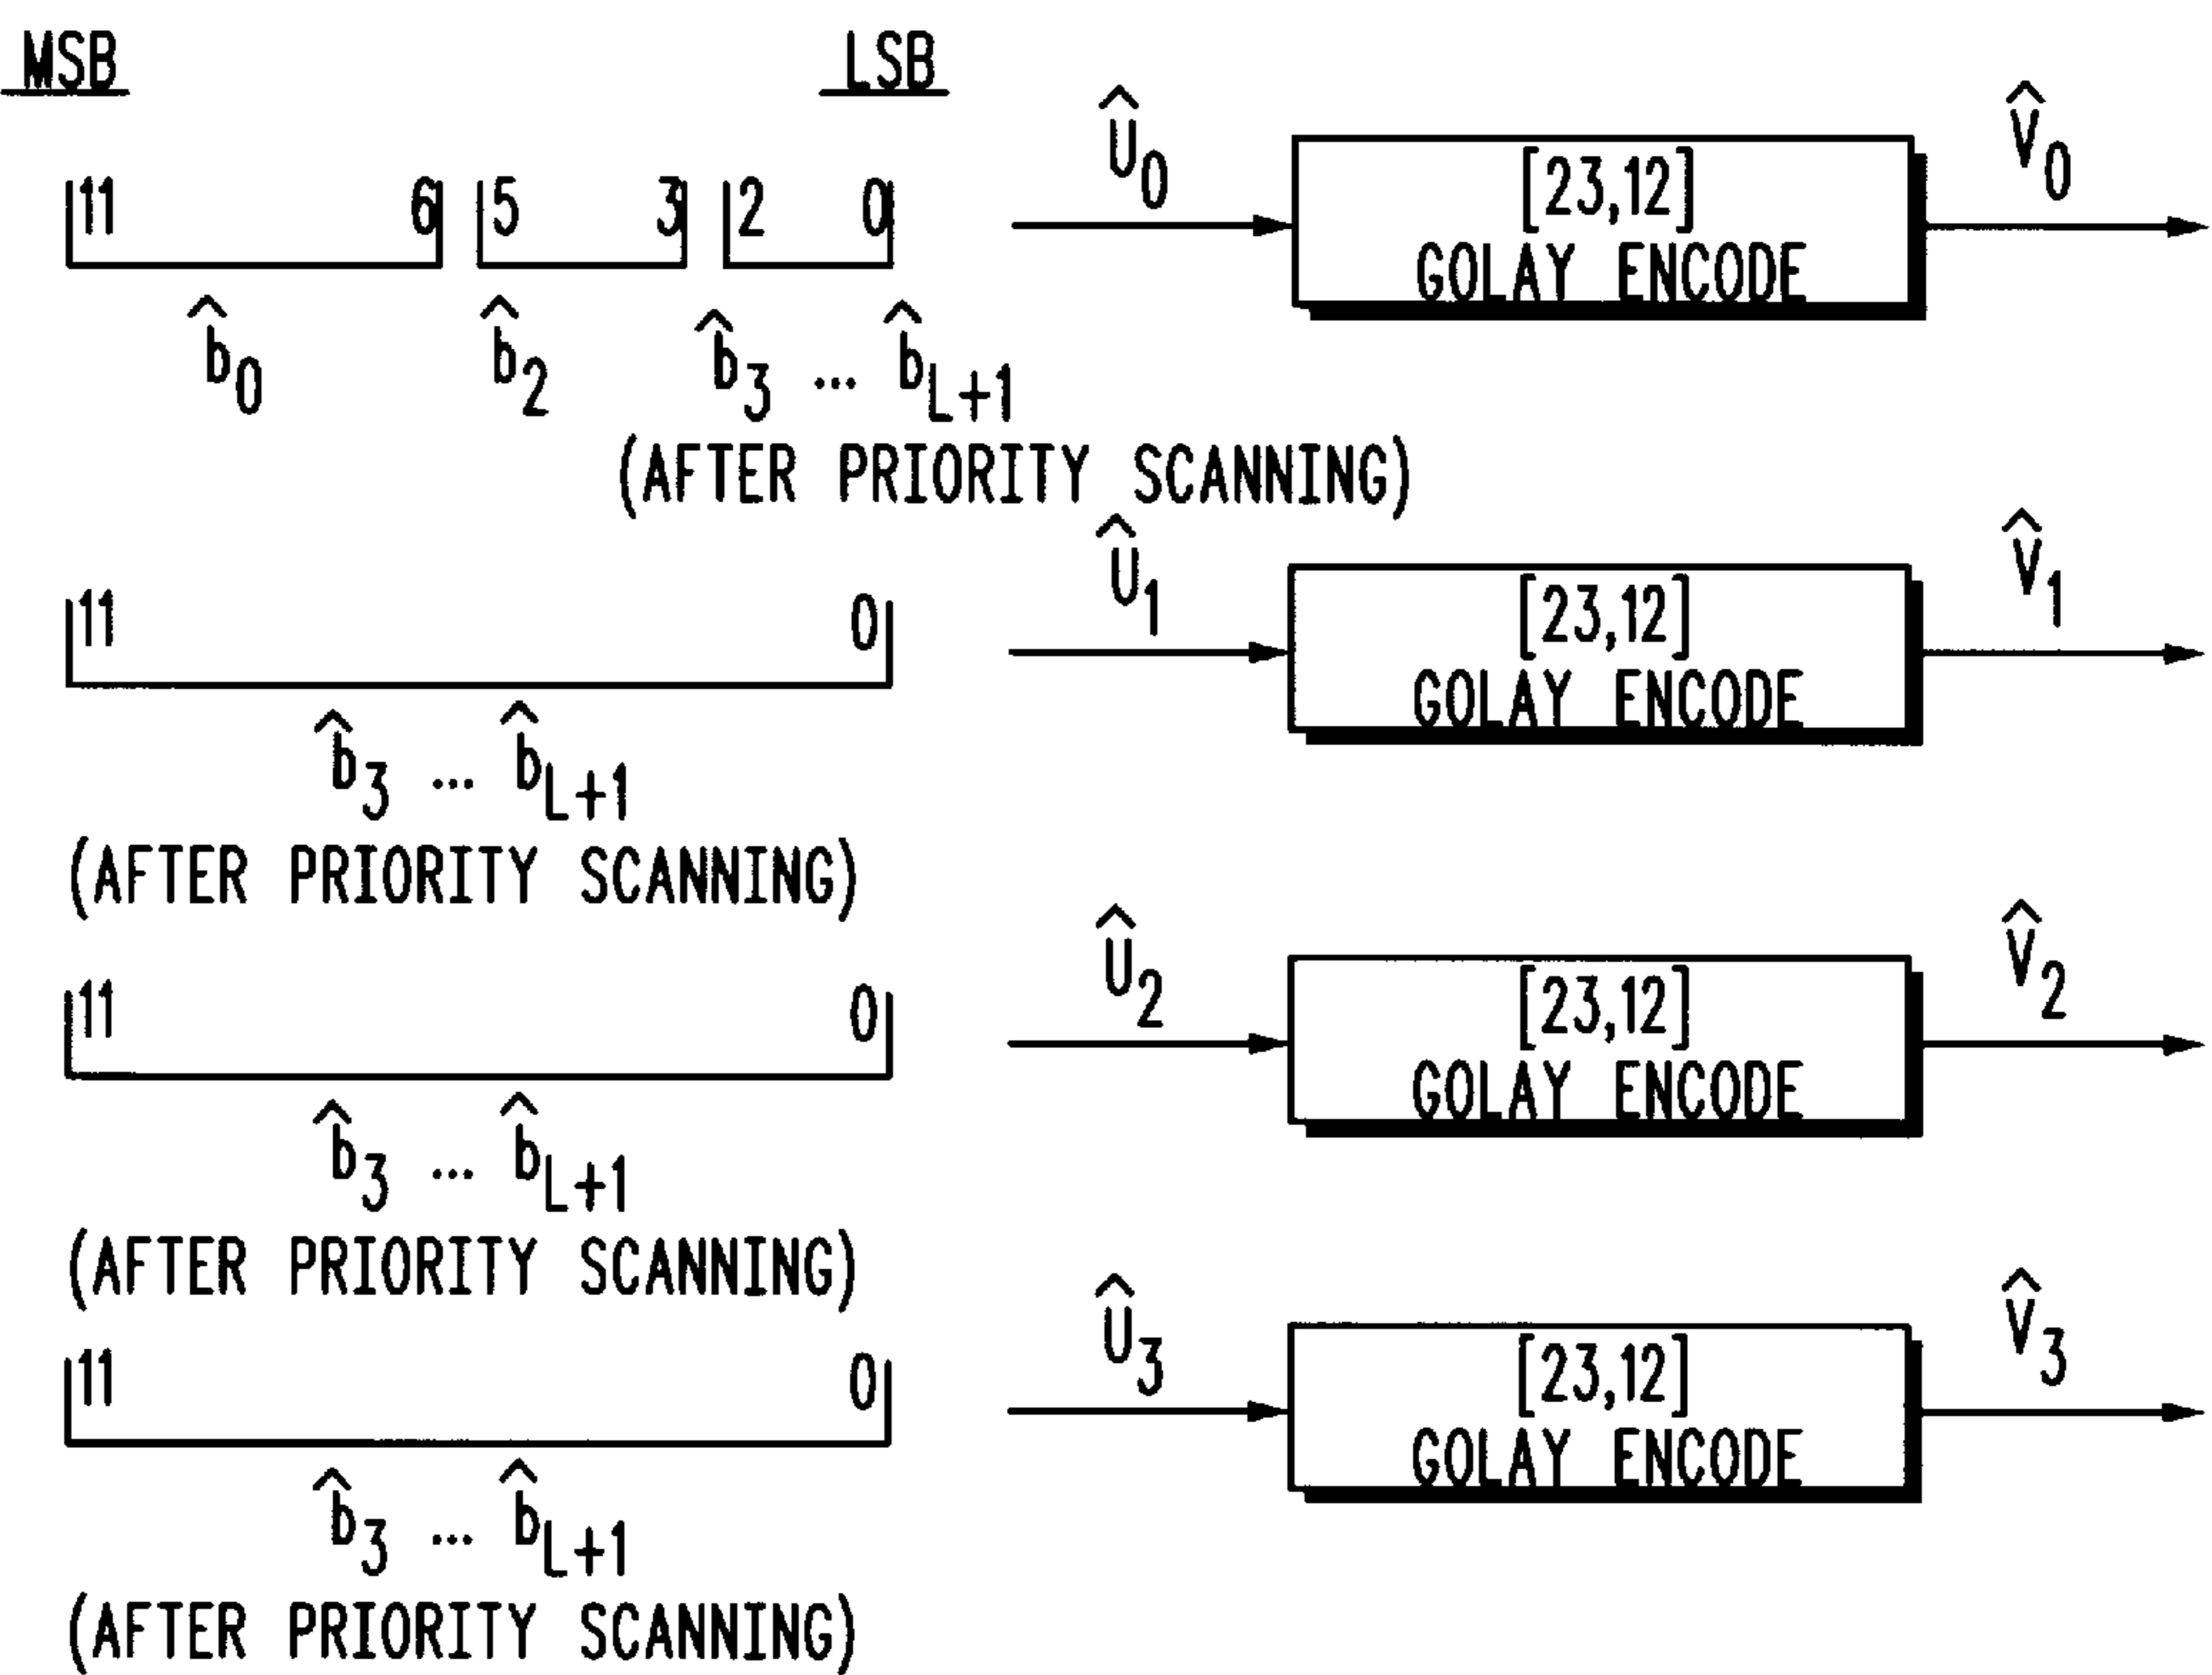 MSB LSB
11 6 5 3 2 0
b̂0 b̂2 b̂3 ... b̂L+1
(AFTER PRIORITY SCANNING)
Û0
[23,12]
GOLAY ENCODE
V̂0
11 0
b̂3 ... b̂L+1
(AFTER PRIORITY SCANNING)
Û1
[23,12]
GOLAY ENCODE
V̂1
11 0
b̂3 ... b̂L+1
(AFTER PRIORITY SCANNING)
Û2
[23,12]
GOLAY ENCODE
V̂2
11 0
b̂3 ... b̂L+1
(AFTER PRIORITY SCANNING)
Û3
[23,12]
GOLAY ENCODE
V̂3